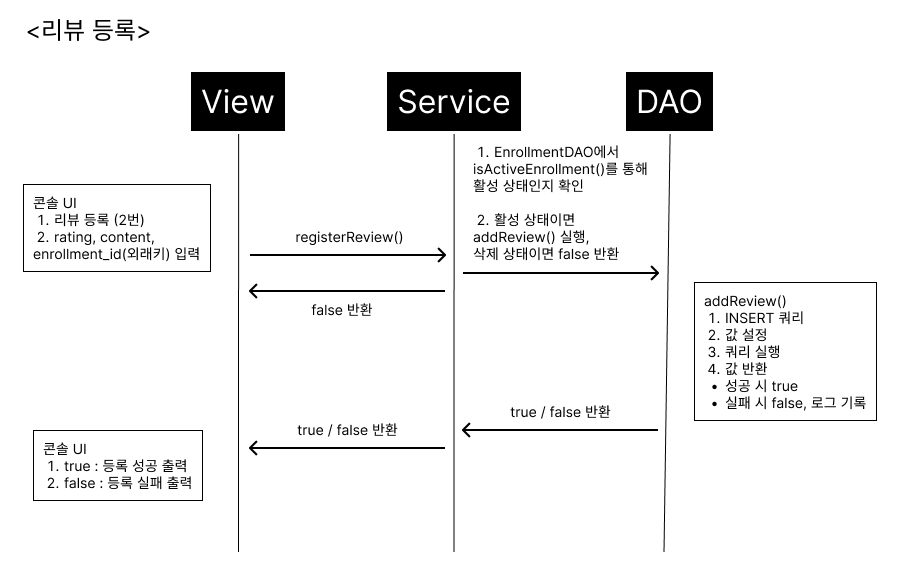 <리뷰 등록>
View
Service
DAO
1. EnrollmentDAO에서
isActiveEnrollment()를 통해
활성 상태인지 확인
2. 활성 상태이면
addReview() 실행,
삭제 상태이면 false 반환
콘솔 UI
1. 리뷰 등록 (2번)
2. rating, content,
enrollment_id(외래키) 입력
registerReview()
false 반환
addReview()
1. INSERT 쿼리
2. 값 설정
3. 쿼리 실행
4. 값 반환
• 성공 시 true
• 실패 시 false, 로그 기록
true / false 반환
true / false 반환
콘솔 UI
1. true : 등록 성공 출력
2. false : 등록 실패 출력